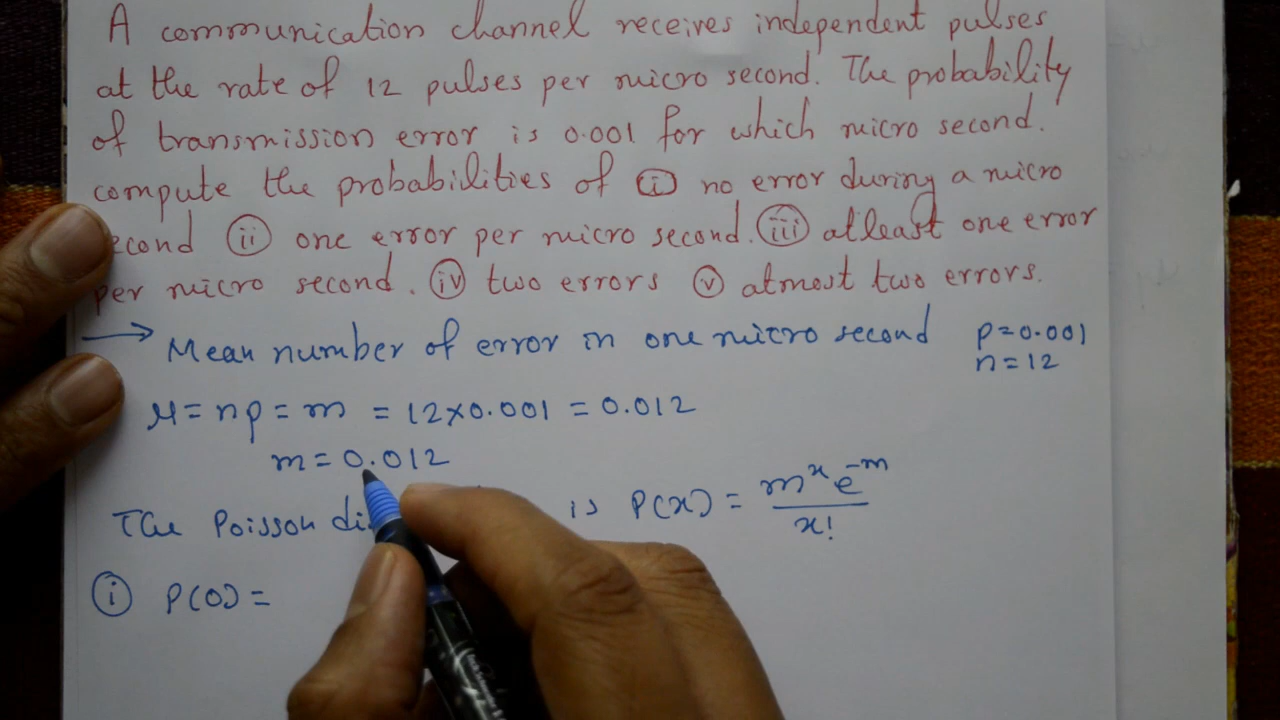 A communication channel receives independent pulses
at the rate of 12 pulses per micro second. The probability
of transmission error is 0.001 for which micro second.
compute the probabilities of (i) no error during a micro
econd (ii) one error per micro second. (iii) atleast one error
per micro second. (iv) two errors (v) atmost two errors.
→ Mean number of error in one micro second p=0.001
n=12
μ = np = m = 12×0.001 = 0.012
m = 0.012
The Poisson di is P(x) = m^x e^-m / x!
(i) P(0) =